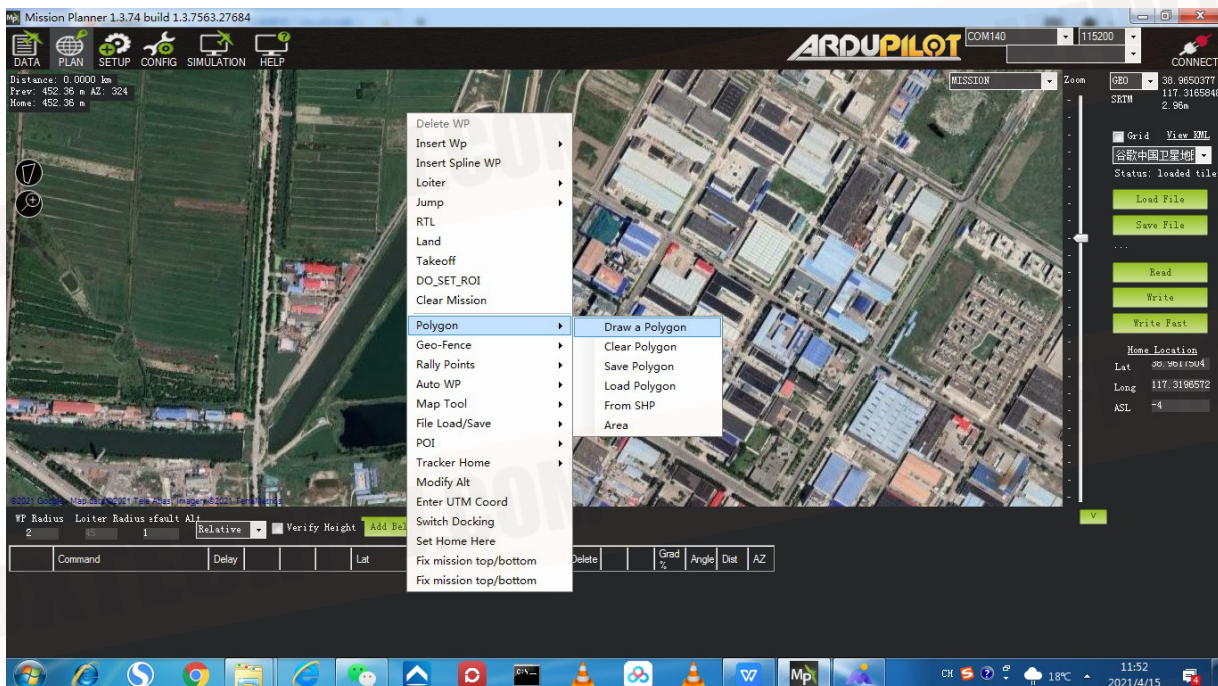 Mission Planner 1.3.74 build 1.3.7563.27684
DATA PLAN SETUP CONFIG SIMULATION HELP
ARDUPILOT
COM140 115200
CONNECT
Distance: 0.0000 km
Prev: 452.36 m AZ: 324
Home: 452.36 m
MISSION
Zoom
GEO 38.9650377
117.3165848
SRTM 2.96m
Grid View KML
谷歌中国卫星地
Status: loaded tile
Load File
Save File
...
Read
Write
Write Fast
Home Location
Lat 38.9617504
Long 117.3196572
ASL -4
Delete WP
Insert Wp
Insert Spline WP
Loiter
Jump
RTL
Land
Takeoff
DO_SET_ROI
Clear Mission
Polygon
Geo-Fence
Rally Points
Auto WP
Map Tool
File Load/Save
POI
Tracker Home
Modify Alt
Enter UTM Coord
Switch Docking
Set Home Here
Fix mission top/bottom
Fix mission top/bottom
Draw a Polygon
Clear Polygon
Save Polygon
Load Polygon
From SHP
Area
WP Radius Loiter Radius efault Alt
2 45 1 Relative Verify Height Add Bel
V
Command Delay Lat Delete Grad % Angle Dist AZ
CH 18℃ 11:52
2021/4/15